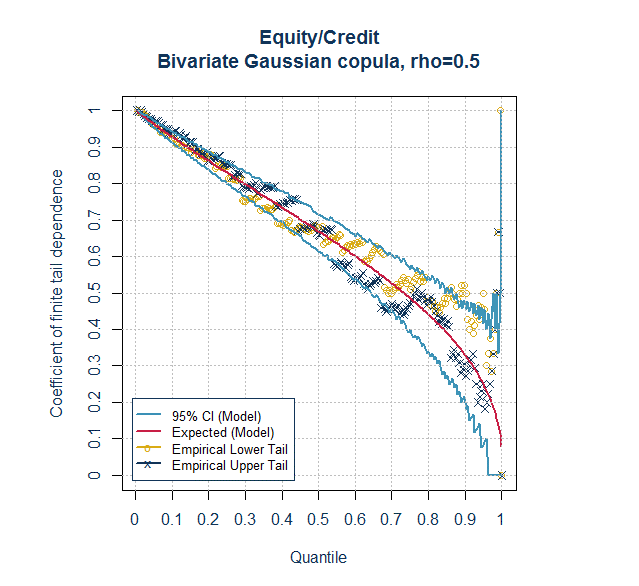 Equity/Credit
Bivariate Gaussian copula, rho=0.5
Coefficient of finite tail dependence
1
0.9
0.8
0.7
0.6
0.5
0.4
0.3
0.2
0.1
0
95% CI (Model)
Expected (Model)
Empirical Lower Tail
Empirical Upper Tail
0 0.1 0.2 0.3 0.4 0.5 0.6 0.7 0.8 0.9 1
Quantile